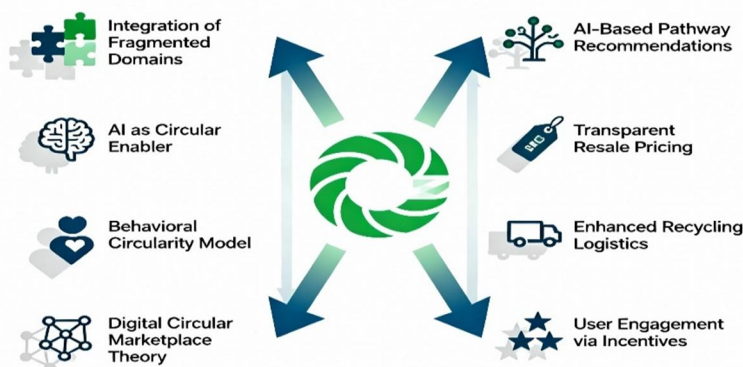 Integration of
Fragmented
Domains
AI as Circular
Enabler
Behavioral
Circularity Model
Digital Circular
Marketplace
Theory
AI-Based Pathway
Recommendations
Transparent
Resale Pricing
Enhanced Recycling
Logistics
User Engagement
via Incentives